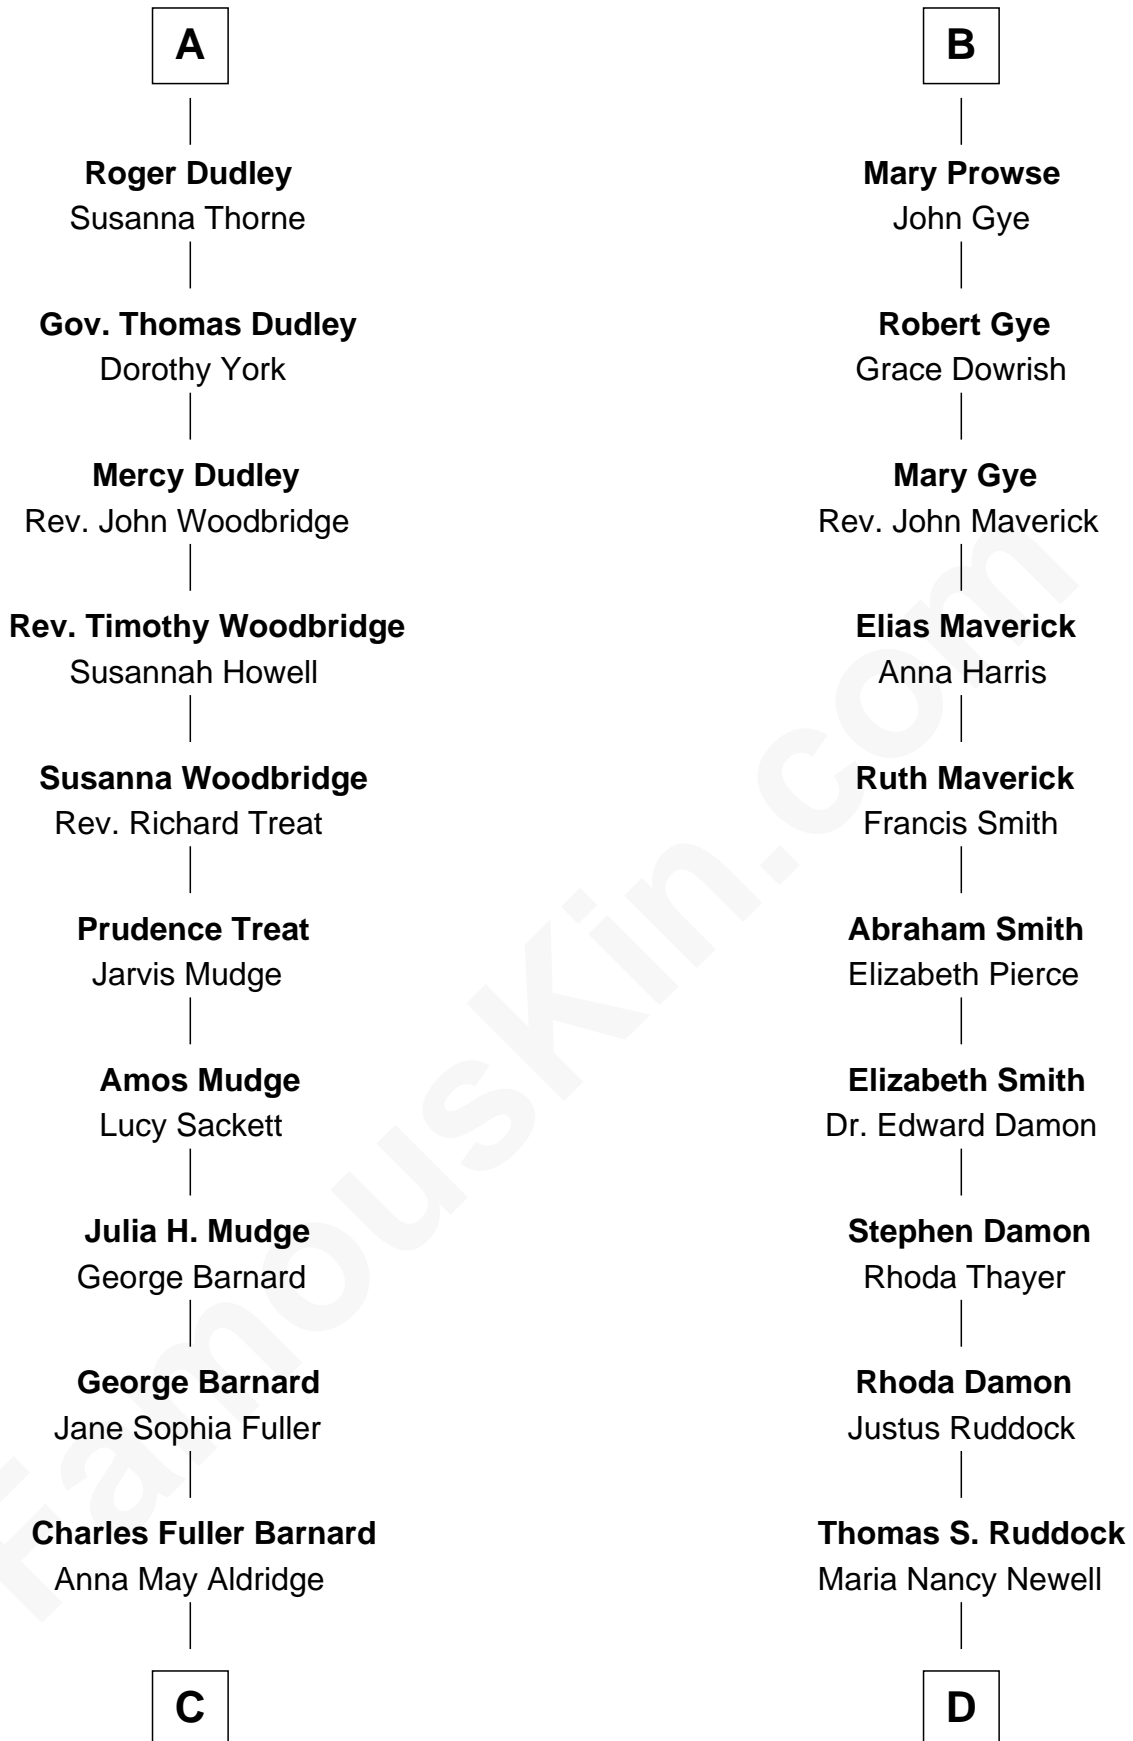 A
Roger Dudley
Susanna Thorne
Gov. Thomas Dudley
Dorothy York
Mercy Dudley
Rev. John Woodbridge
Rev. Timothy Woodbridge
Susannah Howell
Susanna Woodbridge
Rev. Richard Treat
Prudence Treat
Jarvis Mudge
Amos Mudge
Lucy Sackett
Julia H. Mudge
George Barnard
George Barnard
Jane Sophia Fuller
Charles Fuller Barnard
Anna May Aldridge
C
B
Mary Prowse
John Gye
Robert Gye
Grace Dowrish
Mary Gye
Rev. John Maverick
Elias Maverick
Anna Harris
Ruth Maverick
Francis Smith
Abraham Smith
Elizabeth Pierce
Elizabeth Smith
Dr. Edward Damon
Stephen Damon
Rhoda Thayer
Rhoda Damon
Justus Ruddock
Thomas S. Ruddock
Maria Nancy Newell
D
FamousKin.com